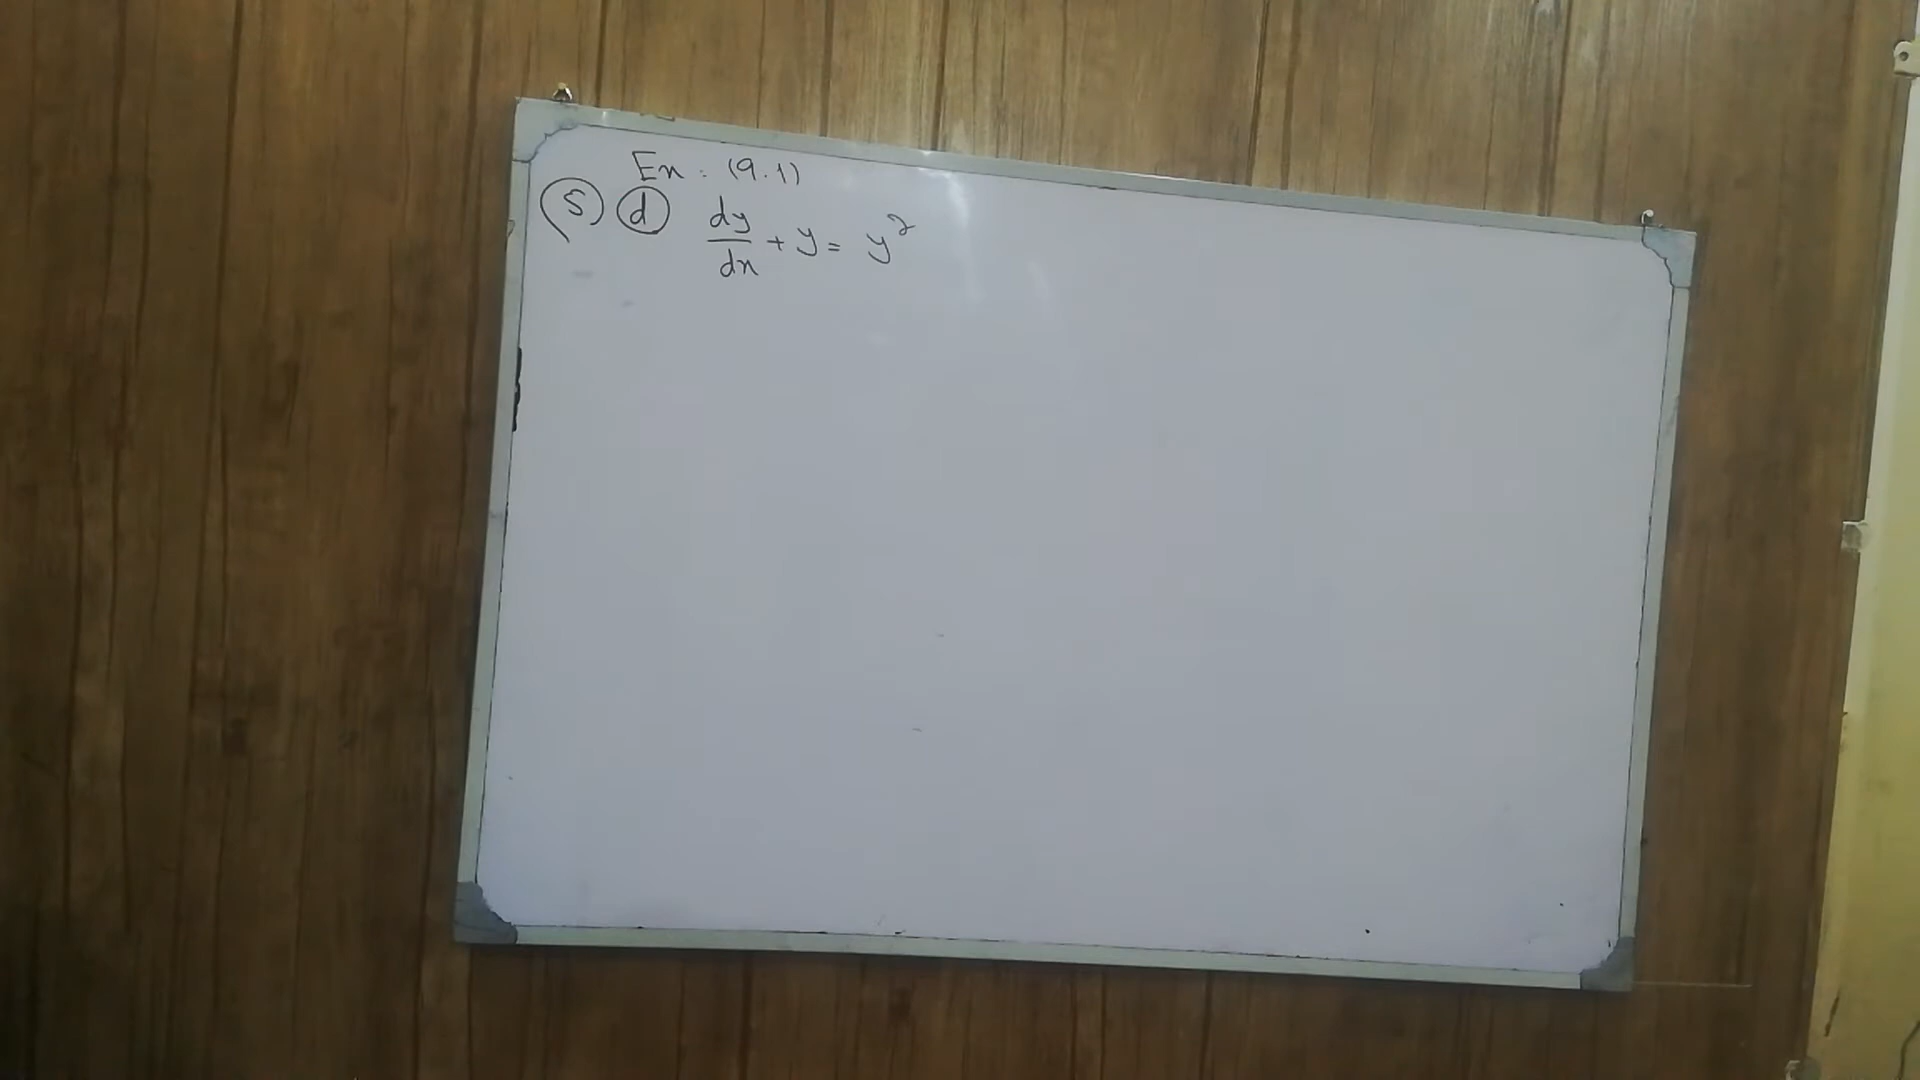 Ex: (9.1)
(5) (d) dy/dx + y = y²